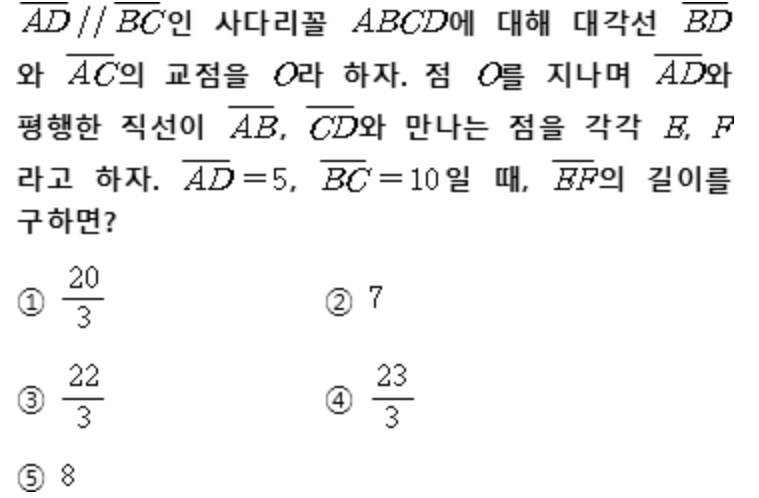 $\overline{AD} // \overline{BC}$인 사다리꼴 $ABCD$에 대해 대각선 $\overline{BD}$
와 $\overline{AC}$의 교점을 $O$라 하자. 점 $O$를 지나며 $\overline{AD}$와
평행한 직선이 $\overline{AB}$, $\overline{CD}$와 만나는 점을 각각 $E$, $F$
라고 하자. $\overline{AD}=5$, $\overline{BC}=10$일 때, $\overline{EF}$의 길이를
구하면?
① $\frac{20}{3}$ ② 7
③ $\frac{22}{3}$ ④ $\frac{23}{3}$
⑤ 8